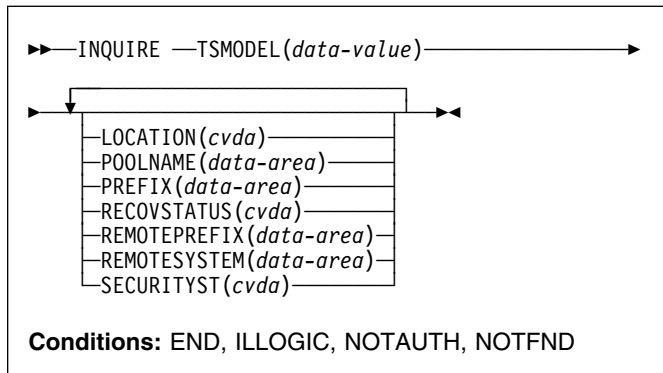 INQUIRE TSMODEL(data-value)
LOCATION(cvda)
POOLNAME(data-area)
PREFIX(data-area)
RECOVSTATUS(cvda)
REMOTEPREFIX(data-area)
REMOTESYSTEM(data-area)
SECURITYST(cvda)
Conditions: END, ILLOGIC, NOTAUTH, NOTFND